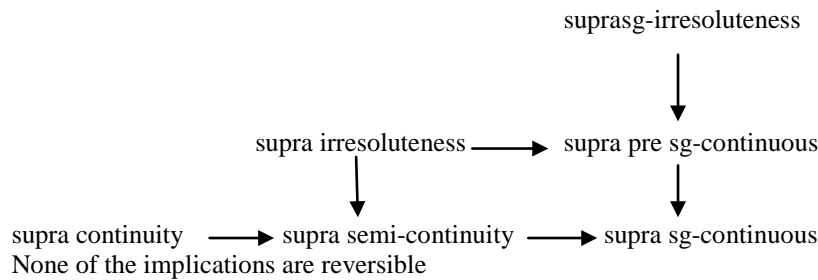 suprasg-irresoluteness
supra irresoluteness supra pre sg-continuous
supra continuity supra semi-continuity supra sg-continuous
None of the implications are reversible